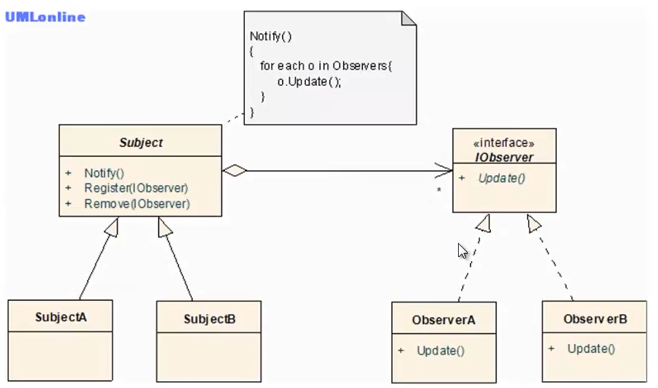 UMLonline
Notify()
{
for each o in Observers{
o.Update();
}
}
Subject
+ Notify()
+ Register(IObserver)
+ Remove(IObserver)
«interface»
IObserver
+ Update()
*
SubjectA
SubjectB
ObserverA
+ Update()
ObserverB
+ Update()